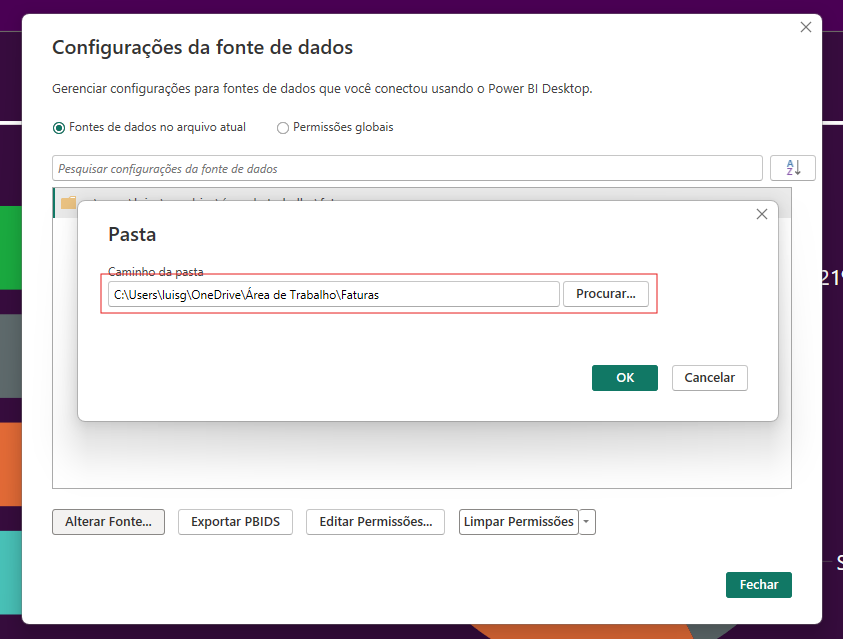 Configurações da fonte de dados
Gerenciar configurações para fontes de dados que você conectou usando o Power BI Desktop.
Fontes de dados no arquivo atual
Permissões globais
Pesquisar configurações da fonte de dados
A
Z
Pasta
Caminho da pasta
C:\Users\luisg\OneDrive\Área de Trabalho\Faturas
Procurar...
OK
Cancelar
Alterar Fonte...
Exportar PBIDS
Editar Permissões...
Limpar Permissões
Fechar